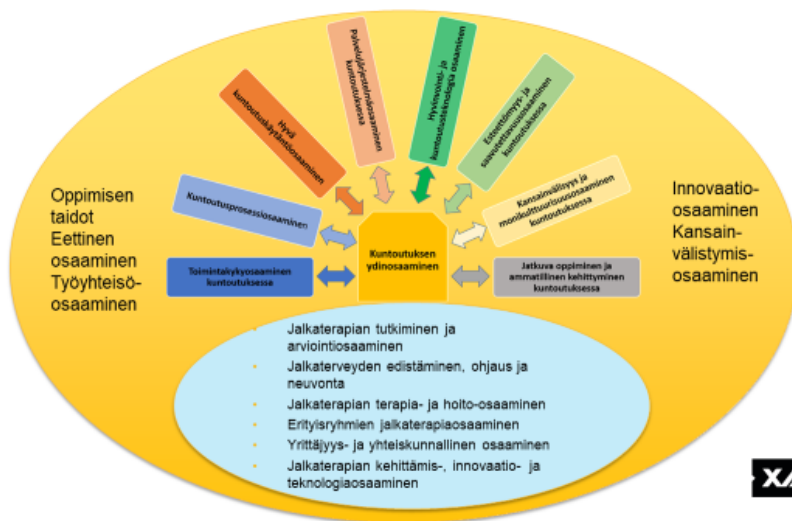 Palvelujärjestelmäosaaminen
kuntoutuksessa
Hyvinvointi- ja
kuntoutusteknologia osaaminen
Hyvä
kuntoutuskäytäntöosaaminen
Esteettömyys- ja
saavutettavuusosaaminen
kuntoutuksessa
Oppimisen
taidot
Eettinen
osaaminen
Työyhteisö-
osaaminen
Kuntoutusprosessiosaaminen
Kansainvälisyys ja
monikulttuurisuusosaaminen
kuntoutuksessa
Innovaatio-
osaaminen
Kansain-
välistymis-
osaaminen
Toimintakykyosaaminen
kuntoutuksessa
Kuntoutuksen
ydinosaaminen
Jatkuva oppiminen ja
ammatillinen kehittyminen
kuntoutuksessa
Jalkaterapian tutkiminen ja
arviointiosaaminen
Jalkaterveyden edistäminen, ohjaus ja
neuvonta
Jalkaterapian terapia- ja hoito-osaaminen
Erityisryhmien jalkaterapiaosaaminen
Yrittäjyys- ja yhteiskunnallinen osaaminen
Jalkaterapian kehittämis-, innovaatio- ja
teknologiaosaaminen